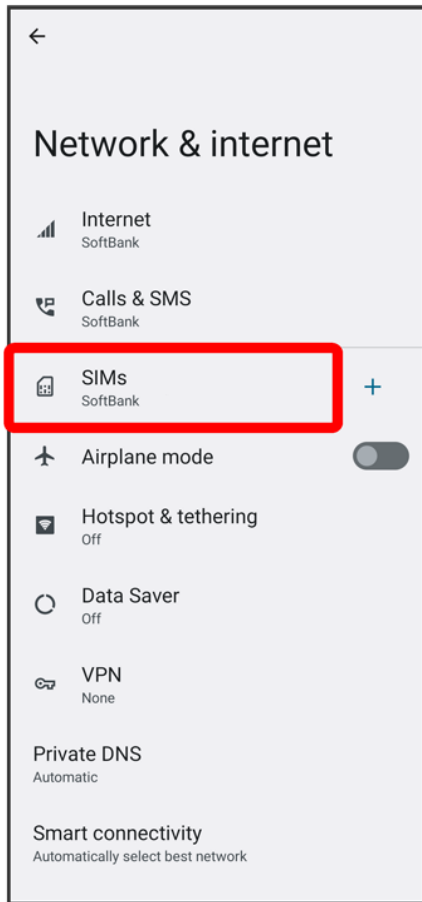 Network & internet
Internet
SoftBank
Calls & SMS
SoftBank
SIMs
SoftBank
Airplane mode
Hotspot & tethering
Off
Data Saver
Off
VPN
None
Private DNS
Automatic
Smart connectivity
Automatically select best network